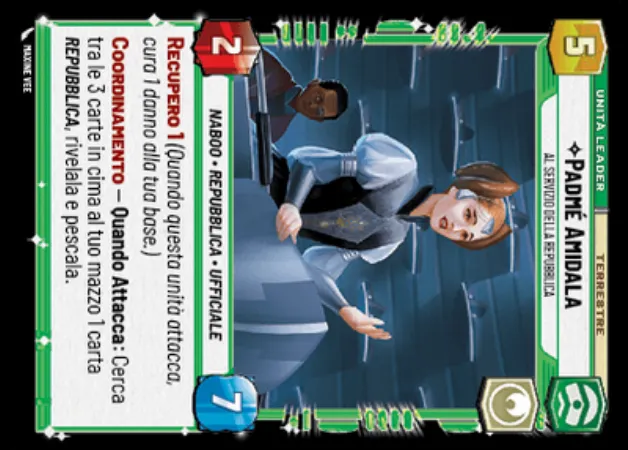 UNITÀ LEADER
TERRESTRE
5
PADMÉ AMIDALA
AL SERVIZIO DELLA REPUBBLICA
2
7
NABOO • REPUBBLICA • UFFICIALE
RECUPERO 1 (Quando questa unità attacca,
cura 1 danno alla tua base.)
COORDINAMENTO – Quando Attacca: Cerca
tra le 3 carte in cima al tuo mazzo 1 carta
REPUBBLICA, rivelala e pescala.
MAXINE VEE